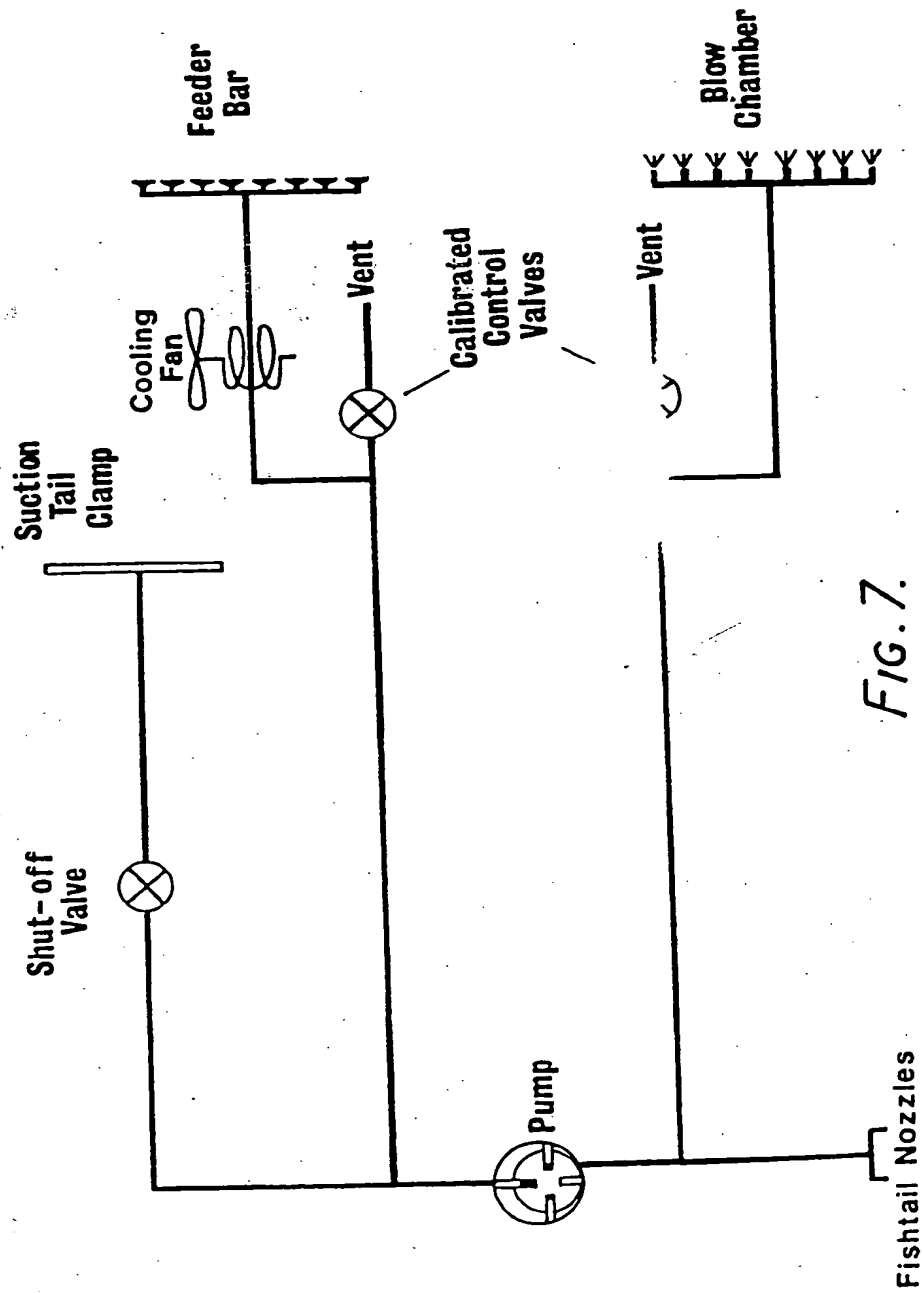 Suction
Tail
Clamp
Shut-off
Valve
Cooling
Fan
Feeder
Bar
Vent
Calibrated
Control
Valves
Pump
Vent
Blow
Chamber
Fishtail Nozzles
FIG. 7.